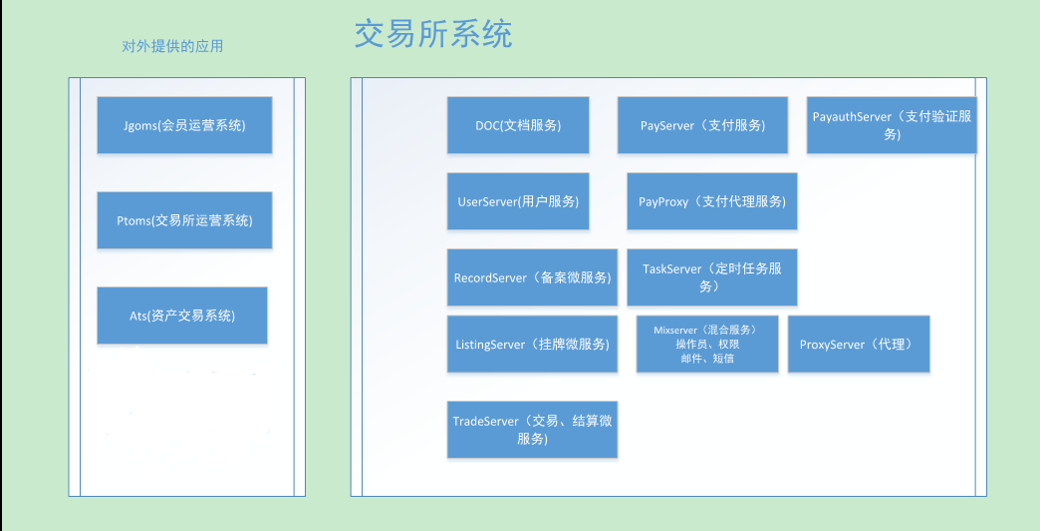 交易所系统
对外提供的应用
Jgoms(会员运营系统)
Ptoms(交易所运营系统)
Ats(资产交易系统)
DOC(文档服务)
PayServer（支付服务)
PayauthServer（支付验证服
务)
UserServer(用户服务)
PayProxy（支付代理服务)
RecordServer（备案微服务)
TaskServer（定时任务服
务）
ListingServer（挂牌微服务)
Mixserver（混合服务）
操作员、权限
邮件、短信
ProxyServer（代理）
TradeServer（交易、结算微
服务)